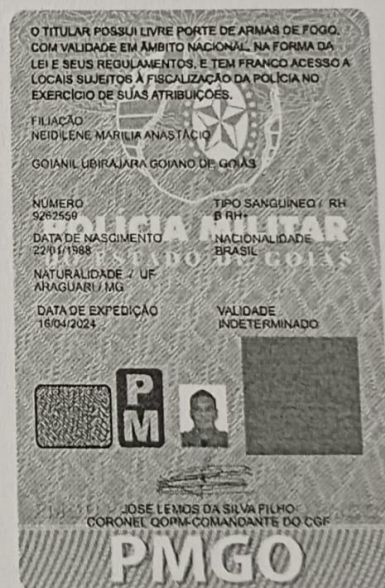 O TITULAR POSSUI LIVRE PORTE DE ARMAS DE FOGO,
COM VALIDADE EM ÂMBITO NACIONAL, NA FORMA DA
LEI E SEUS REGULAMENTOS, E TEM FRANCO ACESSO A
LOCAIS SUJEITOS À FISCALIZAÇÃO DA POLÍCIA NO
EXERCÍCIO DE SUAS ATRIBUIÇÕES.
FILIAÇÃO
NEIDILENE MARILIA ANASTÁCIO
GOIANIL UBIRAJARA GOIANO DE GOIÁS
NÚMERO TIPO SANGUÍNEO / RH
9262559 B RH+
POLÍCIA MILITAR
DATA DE NASCIMENTO NACIONALIDADE
22/01/1988 BRASIL
ESTADO DE GOIÁS
NATURALIDADE / UF
ARAGUARI / MG
DATA DE EXPEDIÇÃO VALIDADE
16/04/2024 INDETERMINADO
PM
JOSÉ LEMOS DA SILVA FILHO
CORONEL QOPM-COMANDANTE DO CGF
PMGO